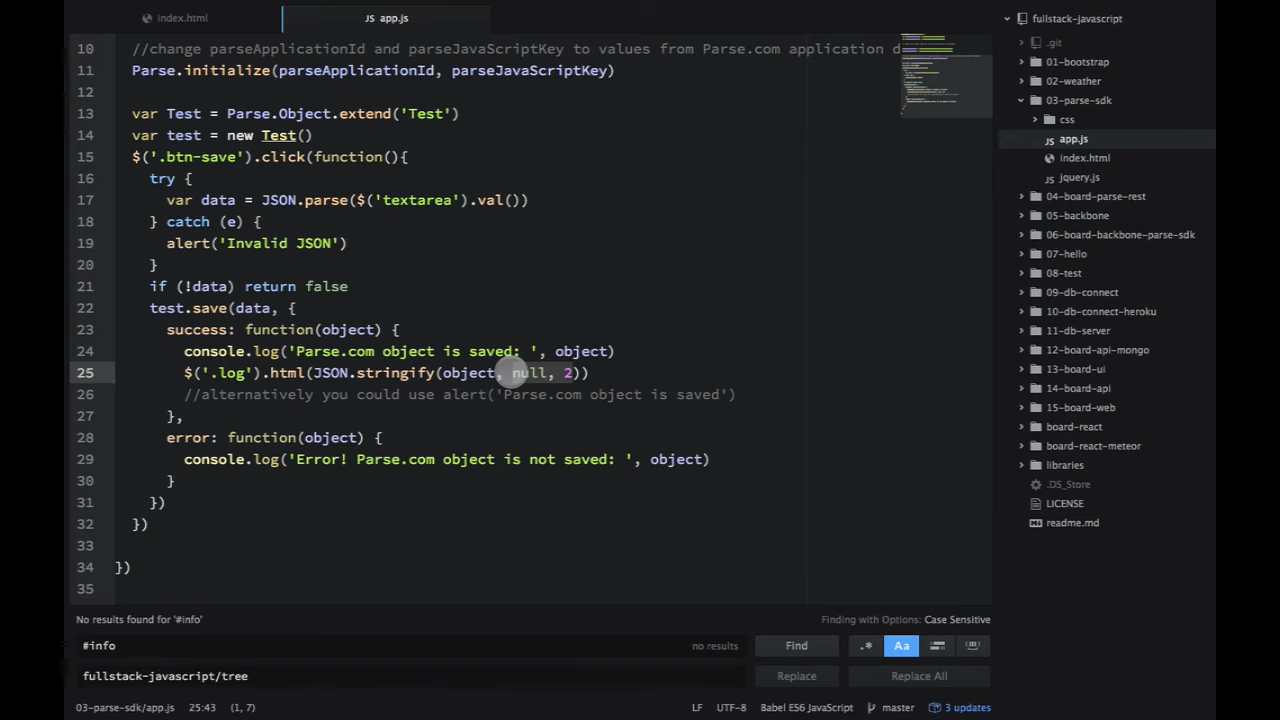 index.html
JS app.js
10 //change parseApplicationId and parseJavaScriptKey to values from Parse.com application d
11 Parse.initialize(parseApplicationId, parseJavaScriptKey)
12
13 var Test = Parse.Object.extend('Test')
14 var test = new Test()
15 $('.btn-save').click(function(){
16 try {
17 var data = JSON.parse($('textarea').val())
18 } catch (e) {
19 alert('Invalid JSON')
20 }
21 if (!data) return false
22 test.save(data, {
23 success: function(object) {
24 console.log('Parse.com object is saved: ', object)
25 $('.log').html(JSON.stringify(object, null, 2))
26 //alternatively you could use alert('Parse.com object is saved')
27 },
28 error: function(object) {
29 console.log('Error! Parse.com object is not saved: ', object)
30 }
31 })
32 })
33
34 })
35
fullstack-javascript
.git
01-bootstrap
02-weather
03-parse-sdk
css
app.js
index.html
jquery.js
04-board-parse-rest
05-backbone
06-board-backbone-parse-sdk
07-hello
08-test
09-db-connect
10-db-connect-heroku
11-db-server
12-board-api-mongo
13-board-ui
14-board-api
15-board-web
board-react
board-react-meteor
libraries
.DS_Store
LICENSE
readme.md
No results found for '#info'
Finding with Options: Case Sensitive
#info
no results
Find
.*
Aa
fullstack-javascript/tree
Replace
Replace All
03-parse-sdk/app.js 25:43 (1, 7)
LF UTF-8 Babel ES6 JavaScript master 3 updates